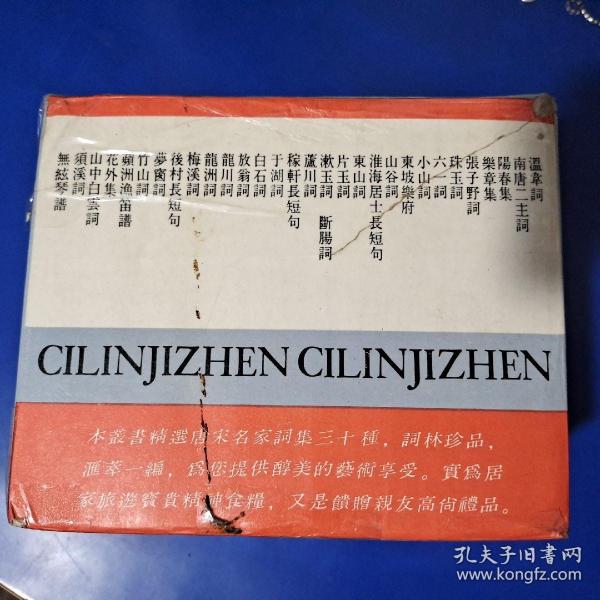 溫韋詞
南唐二主詞
陽春集
樂章集
張子野詞
珠玉詞
六一詞
小山詞
東坡樂府
山谷詞
淮海居士長短句
東山詞
片玉詞
漱玉詞 斷腸詞
蘆川詞
于湖詞
稼軒長短句
白石詞
放翁詞
龍川詞
龍洲詞
梅溪詞
後村長短句
夢窗詞
竹山詞
蘋洲漁笛譜
花外集
山中白雲詞
須溪詞
無絃琴譜
CILINJIZHEN CILINJIZHEN
本叢書精選唐宋名家詞集三十種，詞林珍品，
滙萃一編，爲您提供醇美的藝術享受。實爲居
家旅遊寳貴精神食糧，又是饋贈親友高尚禮品。
孔夫子旧书网
www.kongfz.com